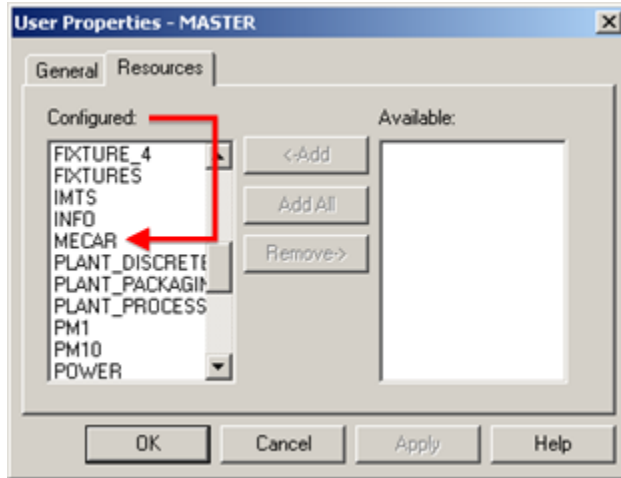 User Properties - MASTER
General Resources
Configured:
Available:
FIXTURE_4
FIXTURES
IMTS
INFO
MECAR
PLANT_DISCRETE
PLANT_PACKAGIN
PLANT_PROCESS
PM1
PM10
POWER
<-Add
Add All
Remove->
OK Cancel Apply Help